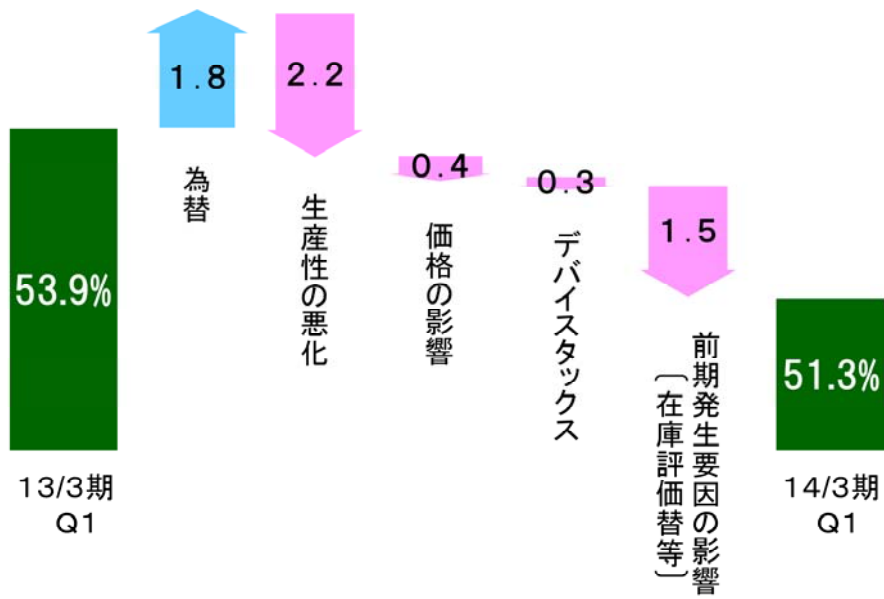 1.8
2.2
0.4
0.3
1.5
53.9%
51.3%
為替
生産性の悪化
価格の影響
デバイスタックス
前期発生要因の影響
〔在庫評価替等〕
13/3期
Q1
14/3期
Q1